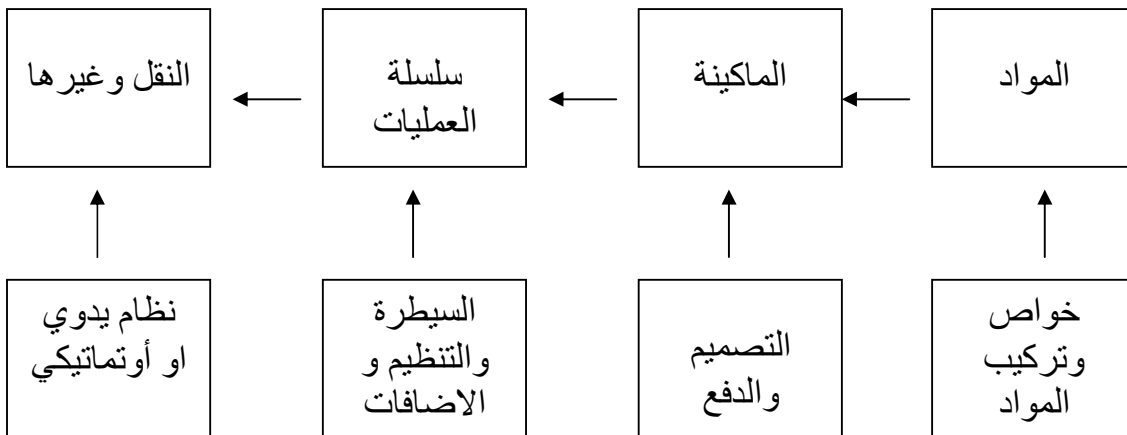 المواد
الماكينة
سلسلة
العمليات
النقل وغيرها
خواص
وتركيب
المواد
التصميم
والدفع
السيطرة
والتنظيم و
الاضافات
نظام يدوي
او أوتماتيكي